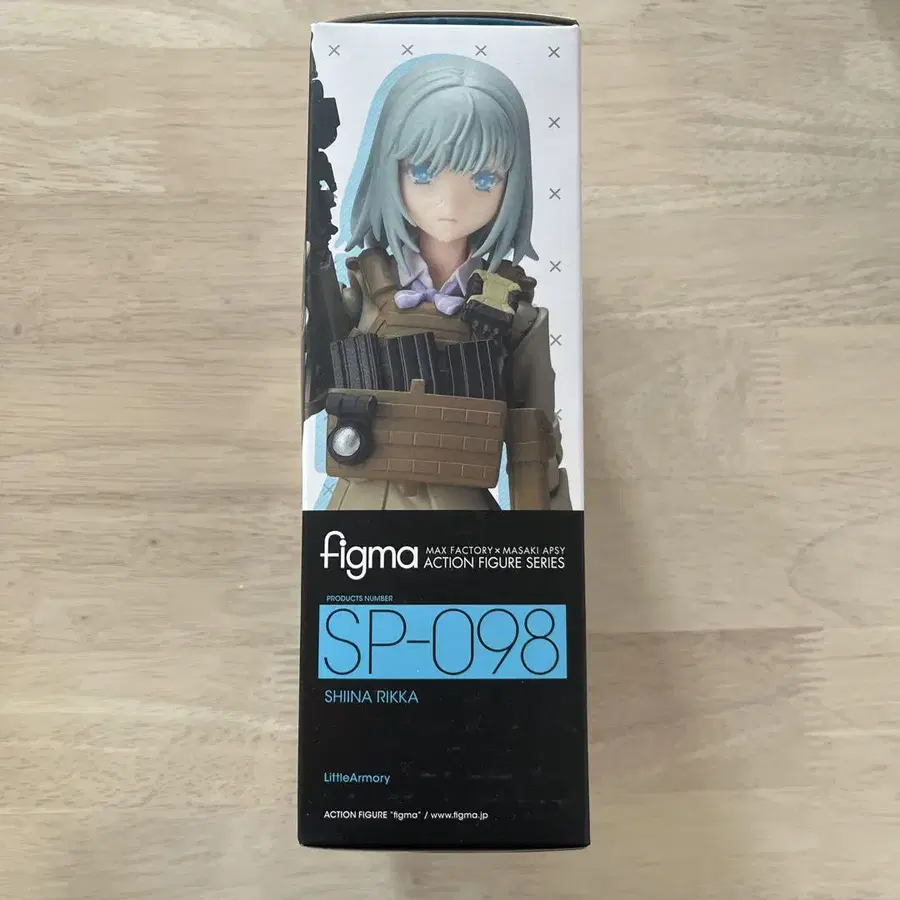 figma MAX FACTORY × MASAKI APSY
ACTION FIGURE SERIES
PRODUCTS NUMBER
SP-098
SHIINA RIKKA
LittleArmory
ACTION FIGURE "figma" / www.figma.jp